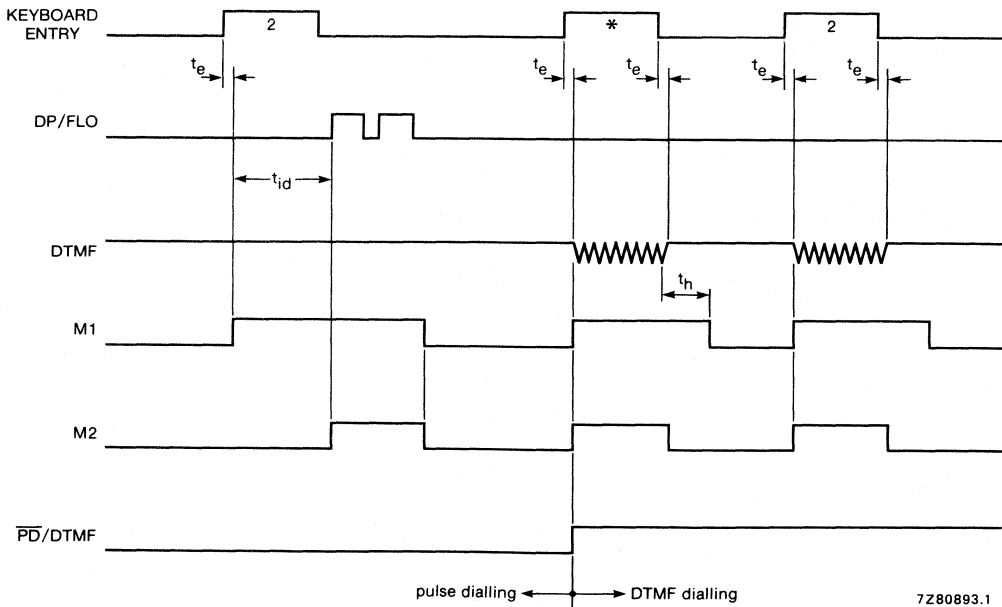 KEYBOARD
ENTRY
2
*
2
te
te
te
te
te
DP/FLO
tid
DTMF
th
M1
M2
PD/DTMF
pulse dialling
DTMF dialling
7Z80893.1